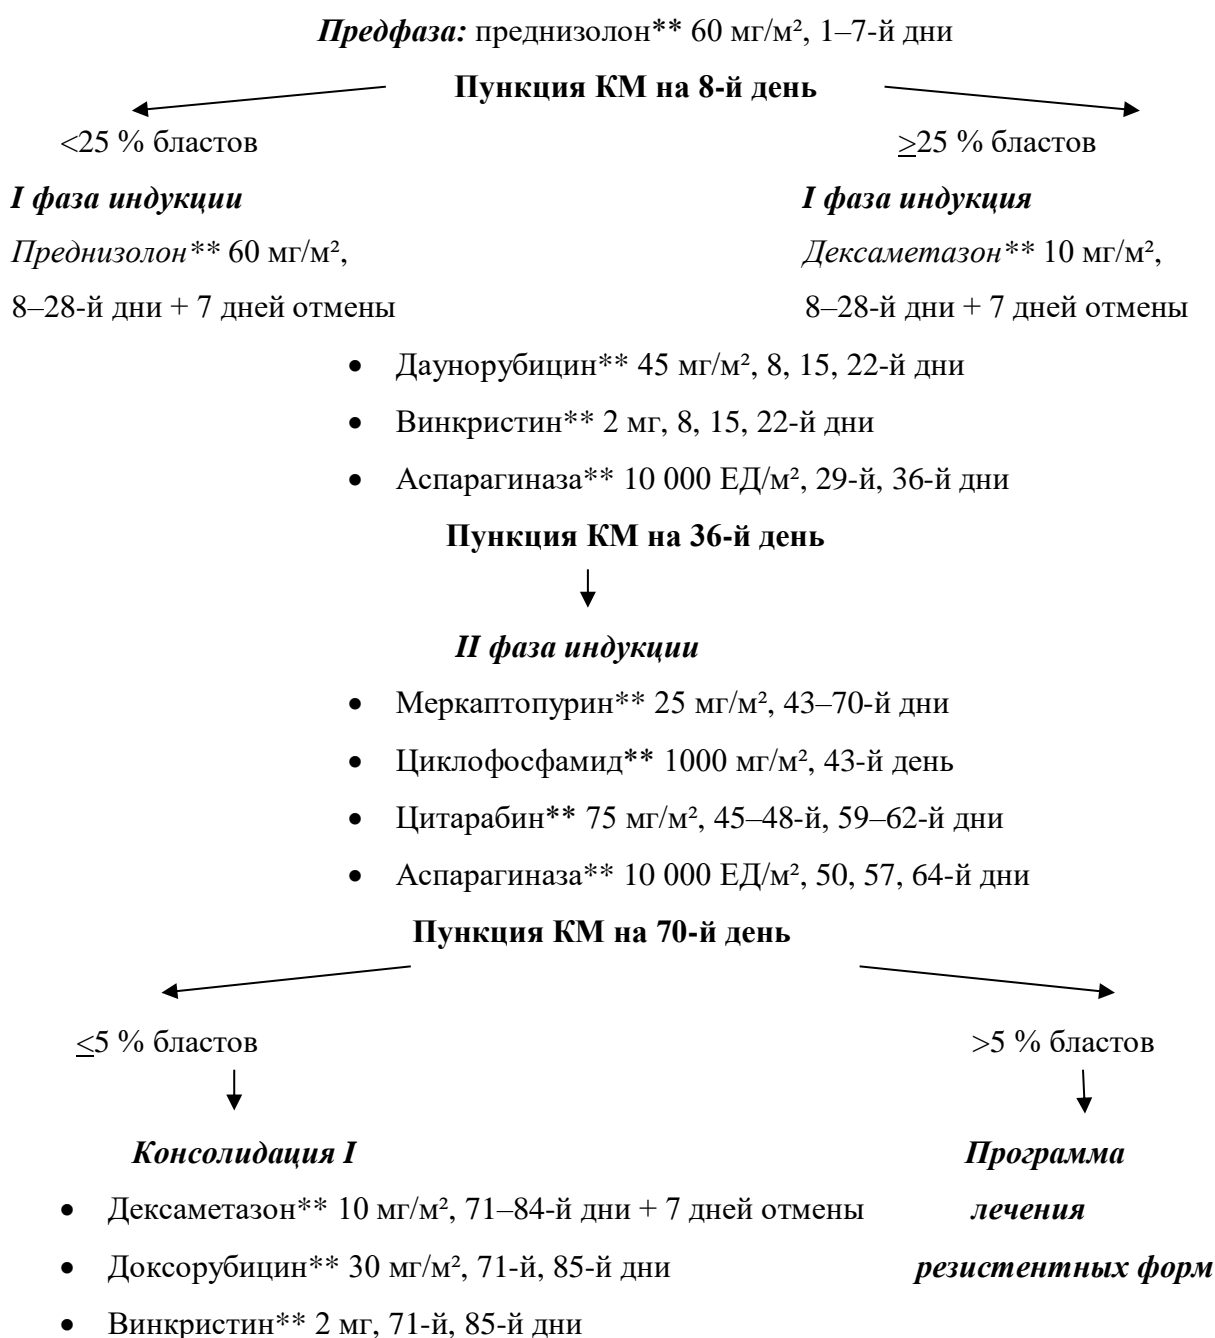 Предфаза: преднизолон** 60 мг/м², 1–7-й дни
Пункция КМ на 8-й день
<25 % бластов ≥25 % бластов
I фаза индукции I фаза индукция
Преднизолон** 60 мг/м², Дексаметазон** 10 мг/м²,
8–28-й дни + 7 дней отмены 8–28-й дни + 7 дней отмены
• Даунорубицин** 45 мг/м², 8, 15, 22-й дни
• Винкристин** 2 мг, 8, 15, 22-й дни
• Аспарагиназа** 10 000 ЕД/м², 29-й, 36-й дни
Пункция КМ на 36-й день
II фаза индукции
• Меркаптопурин** 25 мг/м², 43–70-й дни
• Циклофосфамид** 1000 мг/м², 43-й день
• Цитарабин** 75 мг/м², 45–48-й, 59–62-й дни
• Аспарагиназа** 10 000 ЕД/м², 50, 57, 64-й дни
Пункция КМ на 70-й день
≤5 % бластов >5 % бластов
Консолидация I Программа
• Дексаметазон** 10 мг/м², 71–84-й дни + 7 дней отмены лечения
• Доксорубицин** 30 мг/м², 71-й, 85-й дни резистентных форм
• Винкристин** 2 мг, 71-й, 85-й дни